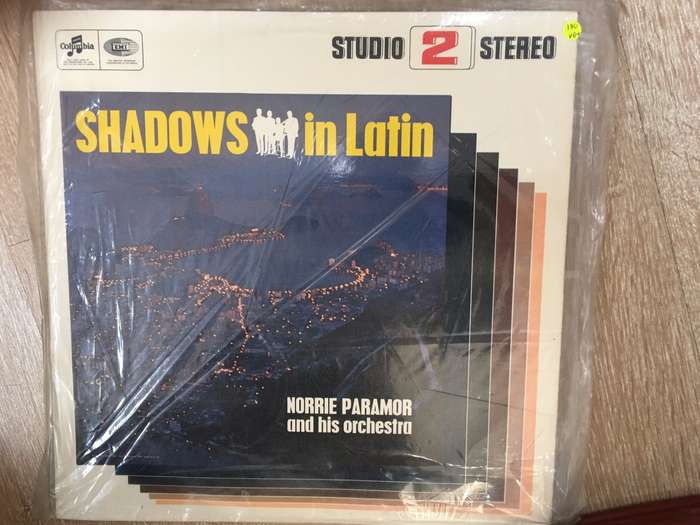 Columbia
EMI
STUDIO 2 STEREO
SHADOWS in Latin
NORRIE PARAMOR
and his orchestra